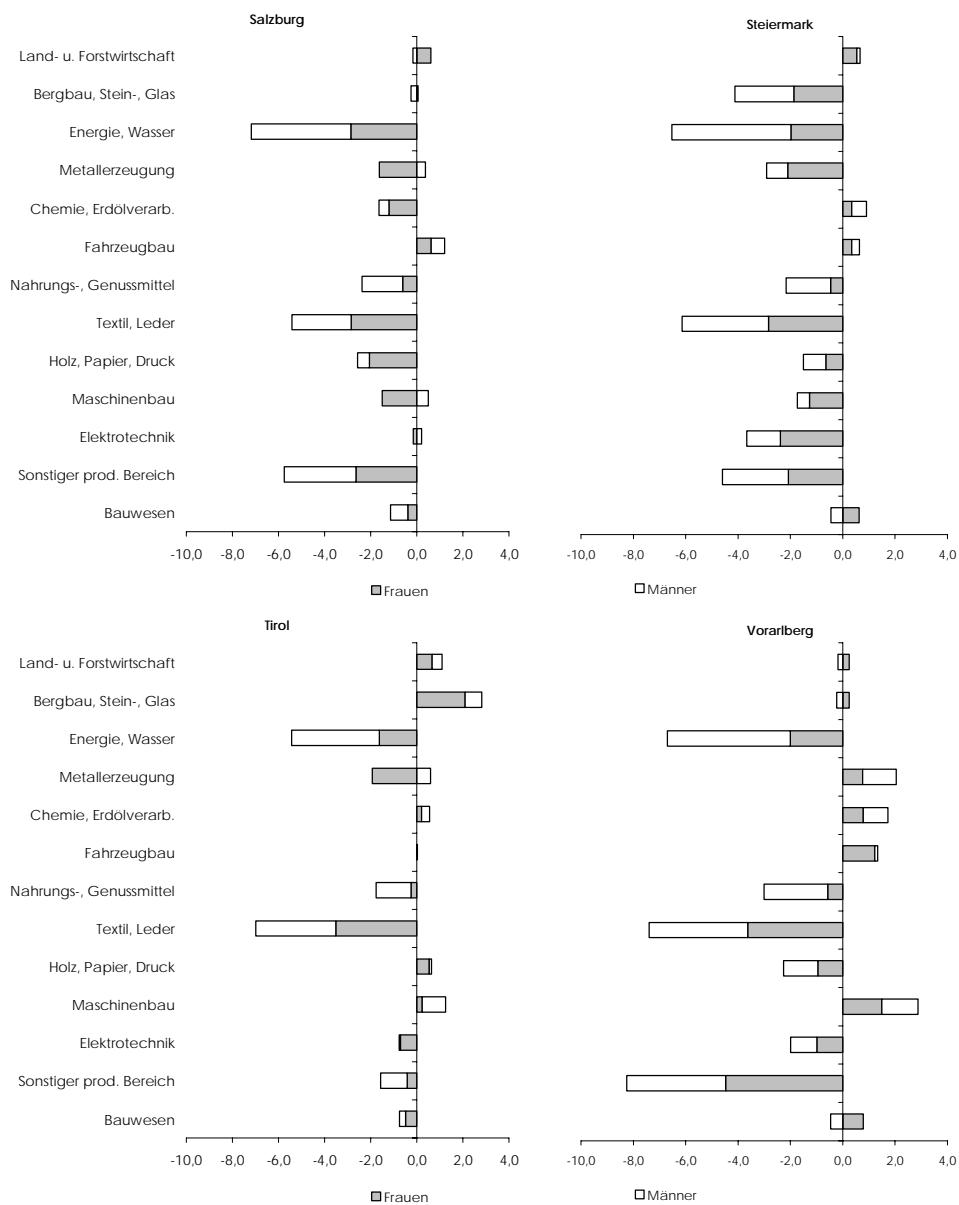 Salzburg
Land- u. Forstwirtschaft
Bergbau, Stein-, Glas
Energie, Wasser
Metallerzeugung
Chemie, Erdölverarb.
Fahrzeugbau
Nahrungs-, Genussmittel
Textil, Leder
Holz, Papier, Druck
Maschinenbau
Elektrotechnik
Sonstiger prod. Bereich
Bauwesen
-10,0 -8,0 -6,0 -4,0 -2,0 0,0 2,0 4,0
Steiermark
-10,0 -8,0 -6,0 -4,0 -2,0 0,0 2,0 4,0
Frauen
Männer
Tirol
Land- u. Forstwirtschaft
Bergbau, Stein-, Glas
Energie, Wasser
Metallerzeugung
Chemie, Erdölverarb.
Fahrzeugbau
Nahrungs-, Genussmittel
Textil, Leder
Holz, Papier, Druck
Maschinenbau
Elektrotechnik
Sonstiger prod. Bereich
Bauwesen
-10,0 -8,0 -6,0 -4,0 -2,0 0,0 2,0 4,0
Vorarlberg
-10,0 -8,0 -6,0 -4,0 -2,0 0,0 2,0 4,0
Frauen
Männer